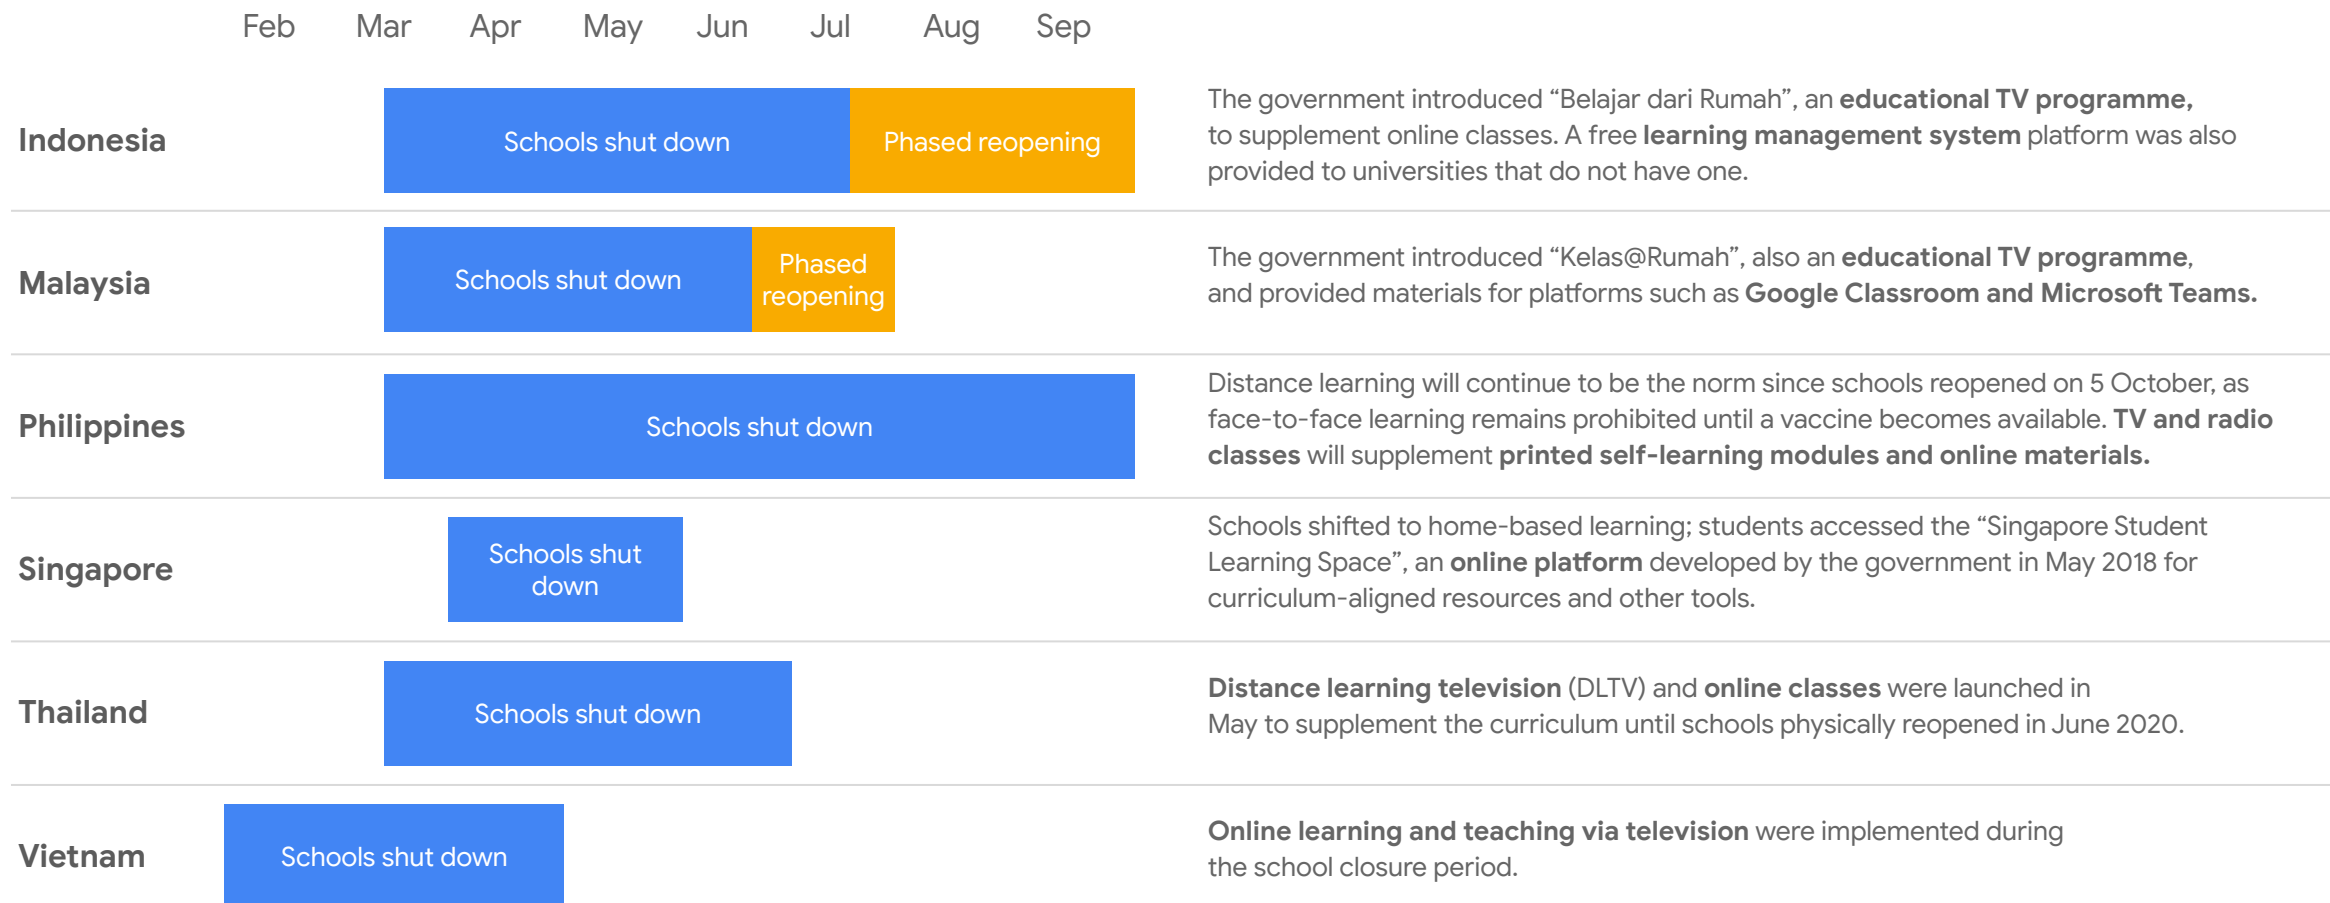 Feb Mar Apr May Jun Jul Aug Sep
Indonesia
Schools shut down
Phased reopening
The government introduced “Belajar dari Rumah”, an educational TV programme,
to supplement online classes. A free learning management system platform was also
provided to universities that do not have one.
Malaysia
Schools shut down
Phased
reopening
The government introduced “Kelas@Rumah”, also an educational TV programme,
and provided materials for platforms such as Google Classroom and Microsoft Teams.
Philippines
Schools shut down
Distance learning will continue to be the norm since schools reopened on 5 October, as
face-to-face learning remains prohibited until a vaccine becomes available. TV and radio
classes will supplement printed self-learning modules and online materials.
Singapore
Schools shut
down
Schools shifted to home-based learning; students accessed the “Singapore Student
Learning Space”, an online platform developed by the government in May 2018 for
curriculum-aligned resources and other tools.
Thailand
Schools shut down
Distance learning television (DLTV) and online classes were launched in
May to supplement the curriculum until schools physically reopened in June 2020.
Vietnam
Schools shut down
Online learning and teaching via television were implemented during
the school closure period.